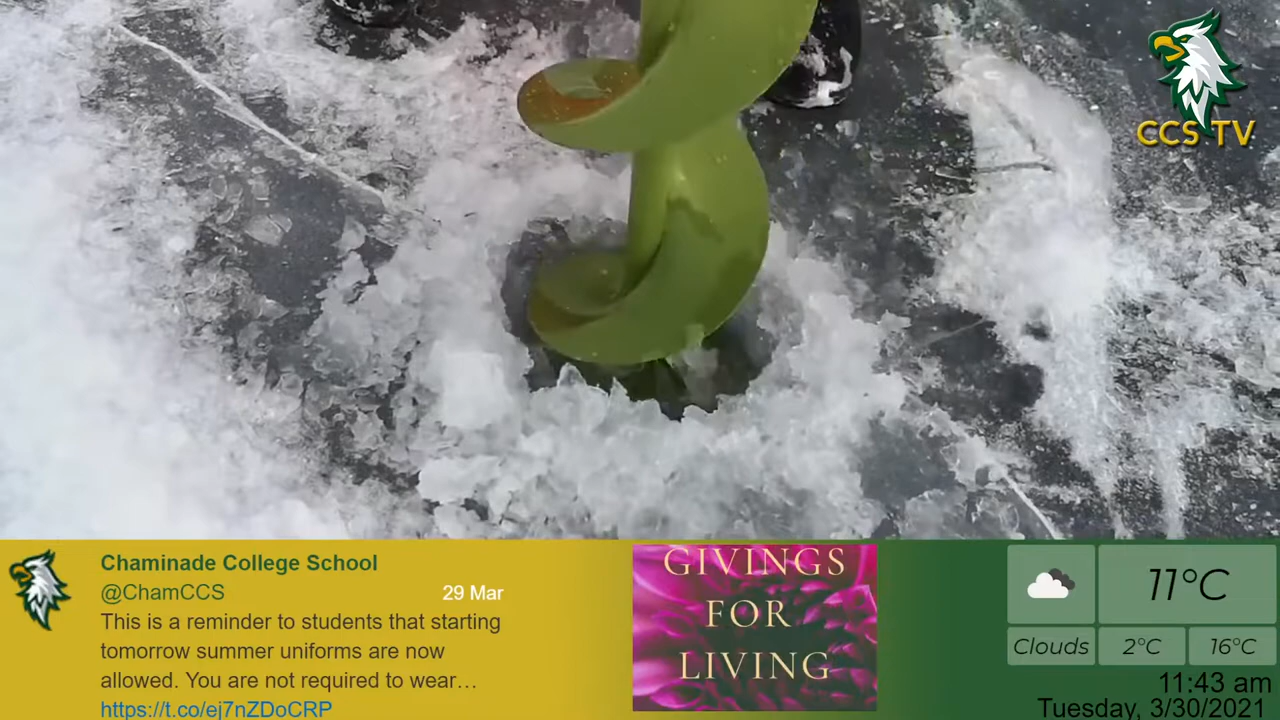 CCS TV
Chaminade College School
@ChamCCS
29 Mar
This is a reminder to students that starting
tomorrow summer uniforms are now
allowed. You are not required to wear…
https://t.co/ej7nZDoCRP
GIVINGS
FOR
LIVING
11°C
Clouds
2°C
16°C
11:43 am
Tuesday, 3/30/2021